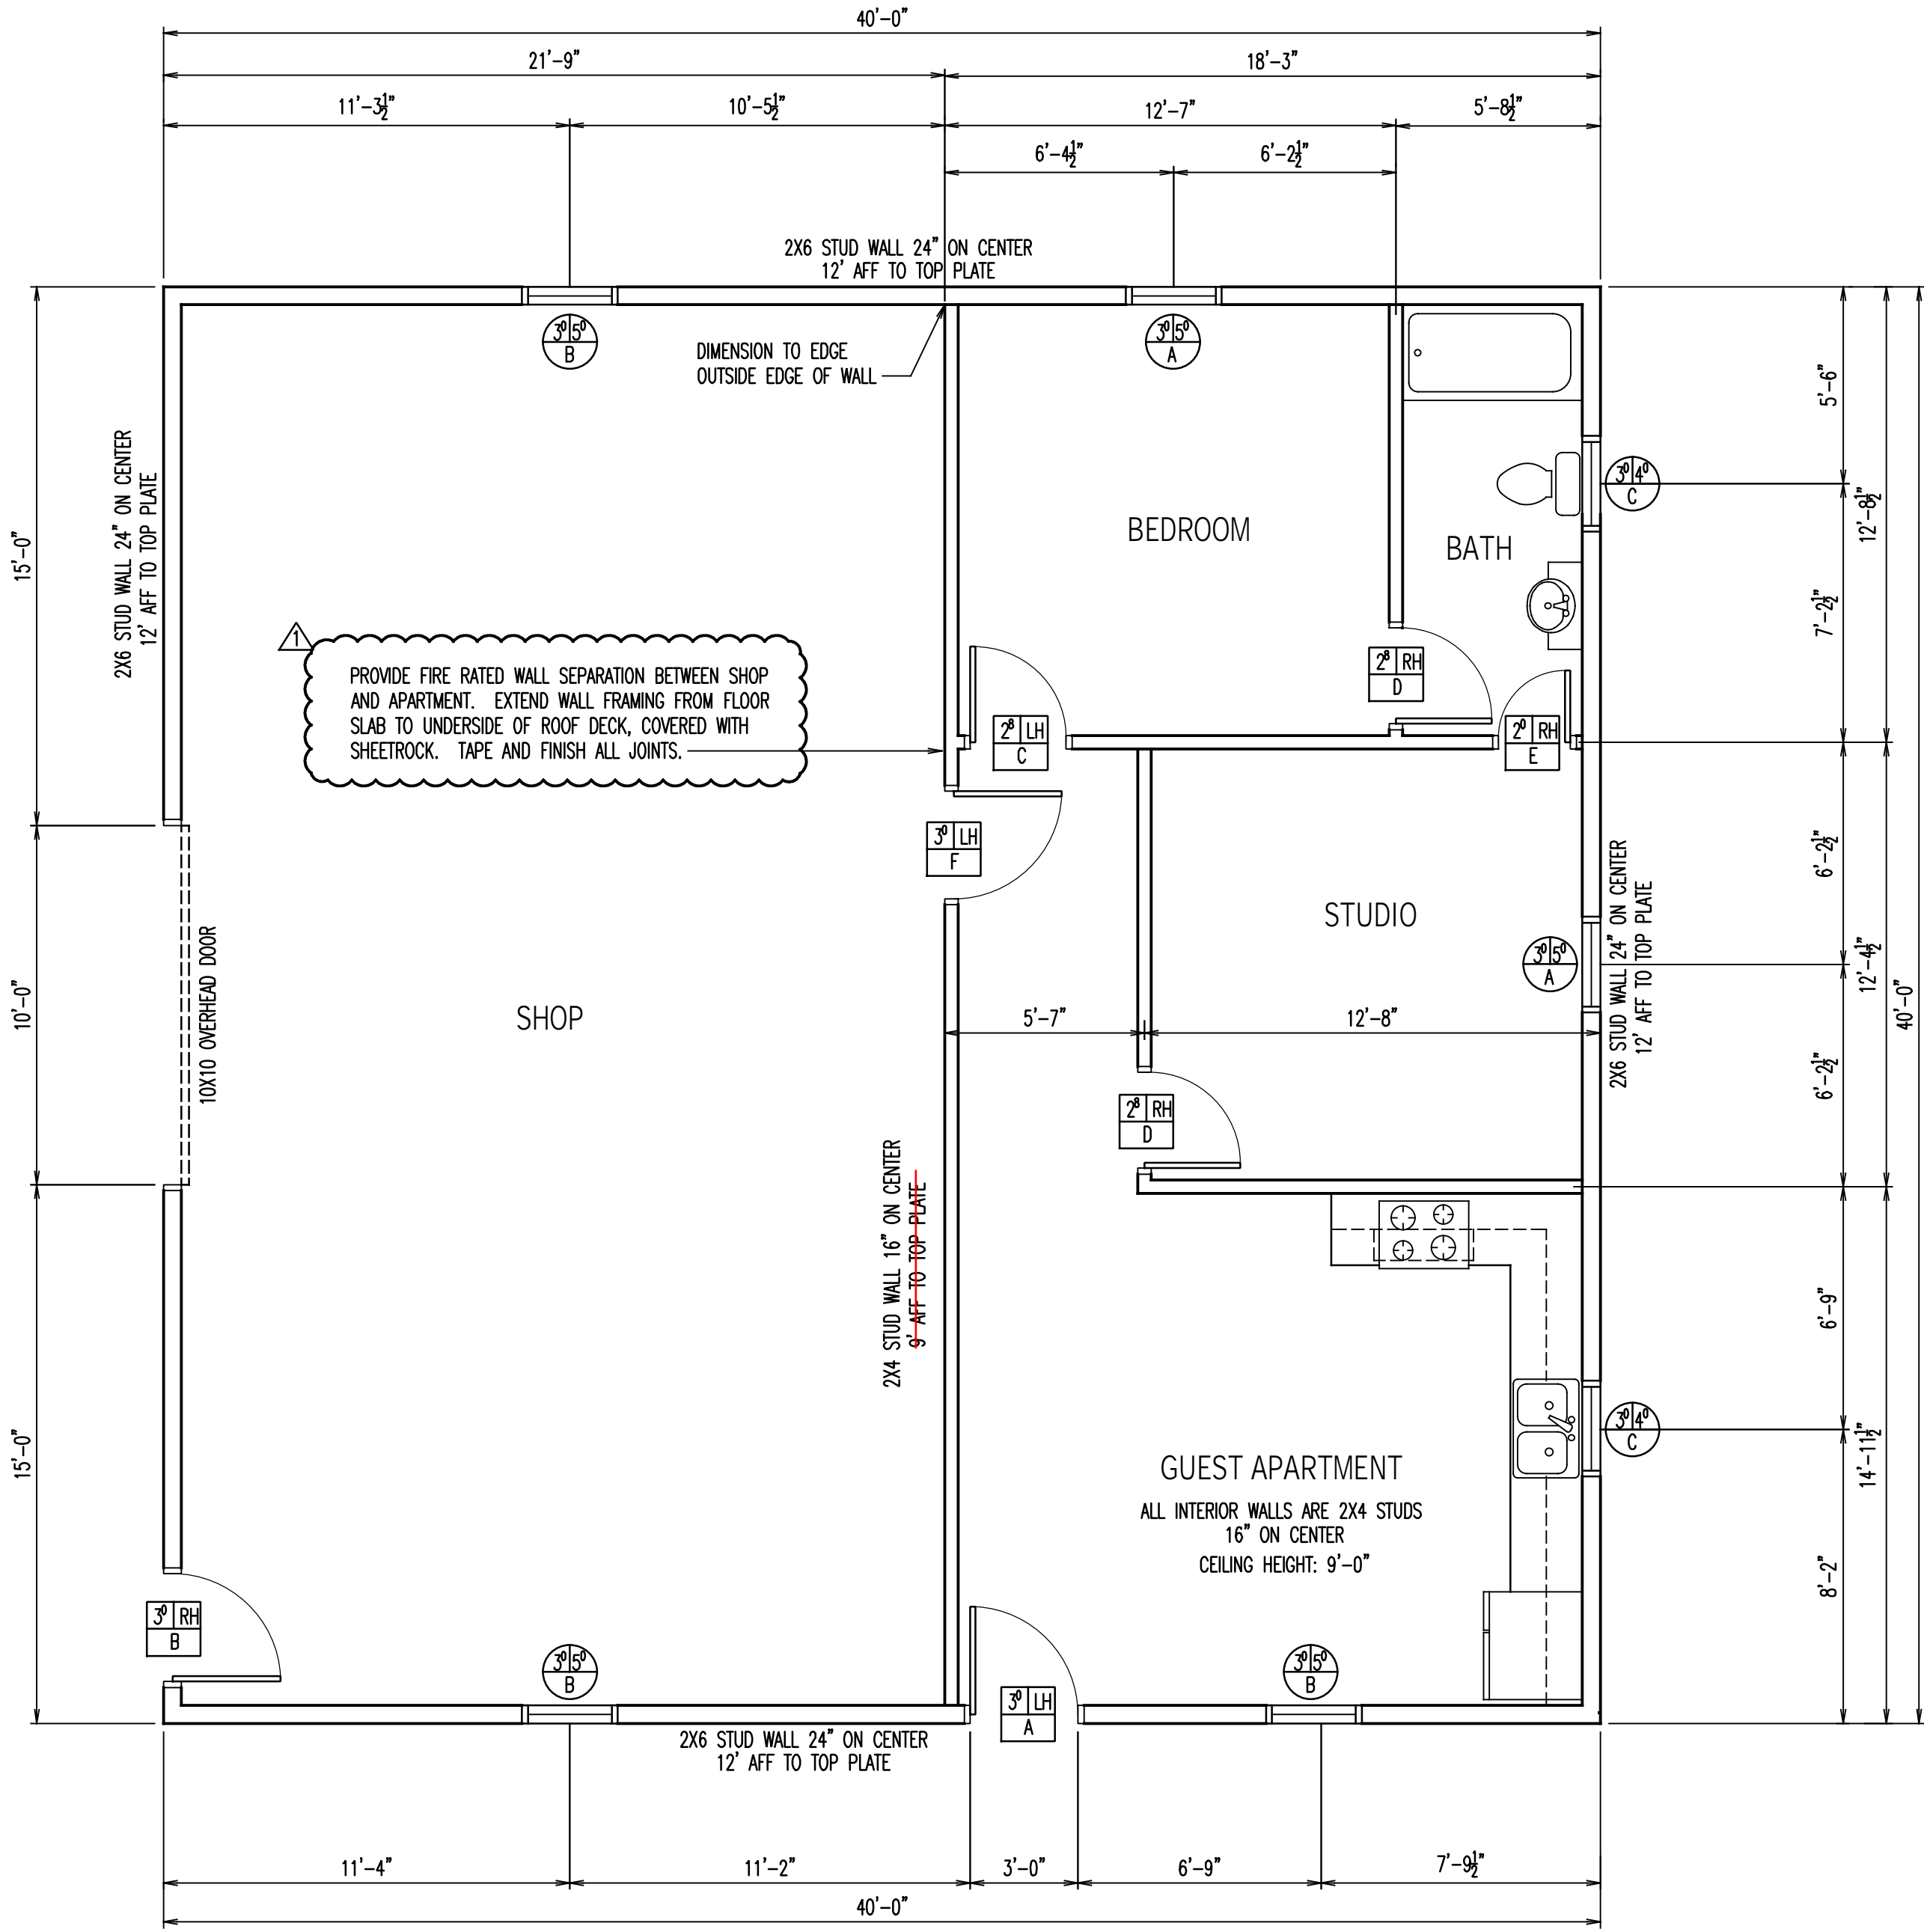 40'-0"
21'-9"
18'-3"
11'-3½"
10'-5½"
12'-7"
5'-8½"
6'-4½"
6'-2½"
2X6 STUD WALL 24" ON CENTER
12' AFF TO TOP PLATE
3⁰ 5⁰
B
DIMENSION TO EDGE
OUTSIDE EDGE OF WALL
3⁰ 5⁰
A
5'-6"
2X6 STUD WALL 24" ON CENTER
12' AFF TO TOP PLATE
15'-0"
BEDROOM
BATH
3⁰ 4⁰
C
12'-8½"
7'-2½"
1
PROVIDE FIRE RATED WALL SEPARATION BETWEEN SHOP
AND APARTMENT. EXTEND WALL FRAMING FROM FLOOR
SLAB TO UNDERSIDE OF ROOF DECK, COVERED WITH
SHEETROCK. TAPE AND FINISH ALL JOINTS.
2⁸ RH
D
2⁸ LH
C
2⁰ RH
E
3⁰ LH
F
6'-2½"
STUDIO
3⁰ 5⁰
A
2X6 STUD WALL 24" ON CENTER
12' AFF TO TOP PLATE
12'-4½"
40'-0"
10'-0"
10X10 OVERHEAD DOOR
SHOP
5'-7"
12'-8"
6'-2½"
2⁸ RH
D
2X4 STUD WALL 16" ON CENTER
9' AFF TO TOP PLATE
6'-9"
15'-0"
3⁰ 4⁰
C
14'-11½"
GUEST APARTMENT
ALL INTERIOR WALLS ARE 2X4 STUDS
16" ON CENTER
CEILING HEIGHT: 9'-0"
8'-2"
3⁰ RH
B
3⁰ 5⁰
B
3⁰ LH
A
3⁰ 5⁰
B
2X6 STUD WALL 24" ON CENTER
12' AFF TO TOP PLATE
11'-4"
11'-2"
3'-0"
6'-9"
7'-9½"
40'-0"